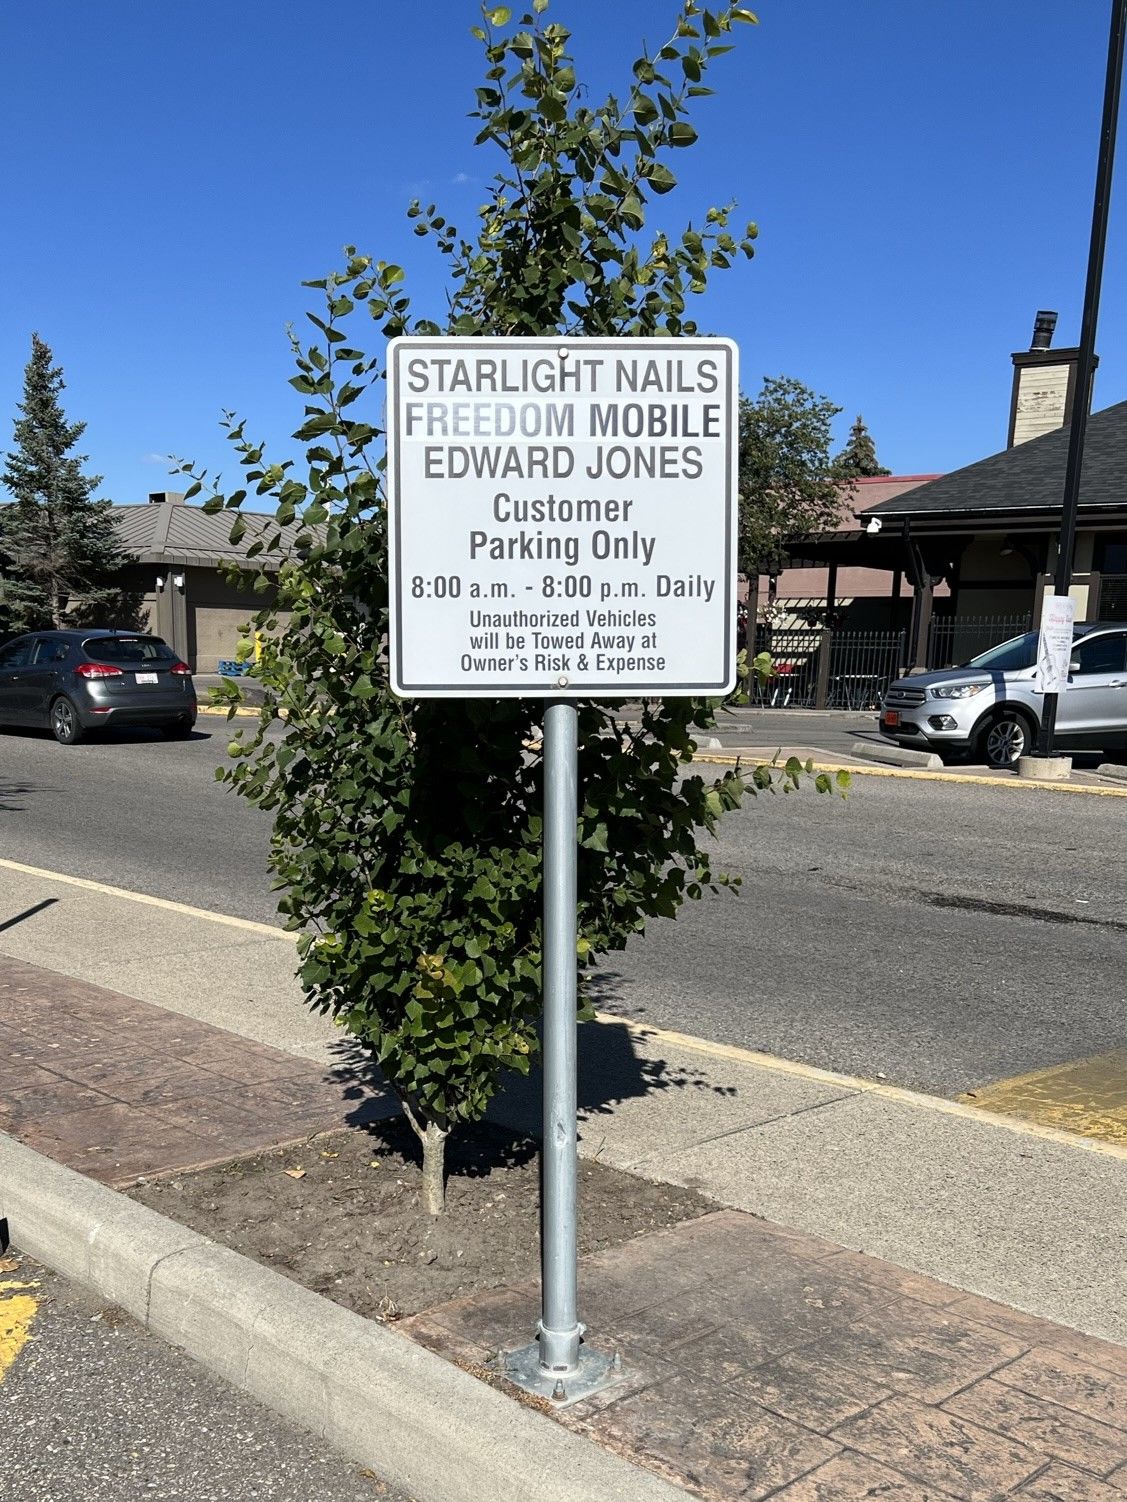 STARLIGHT NAILS
FREEDOM MOBILE
EDWARD JONES
Customer
Parking Only
8:00 a.m. - 8:00 p.m. Daily
Unauthorized Vehicles
will be Towed Away at
Owner's Risk & Expense